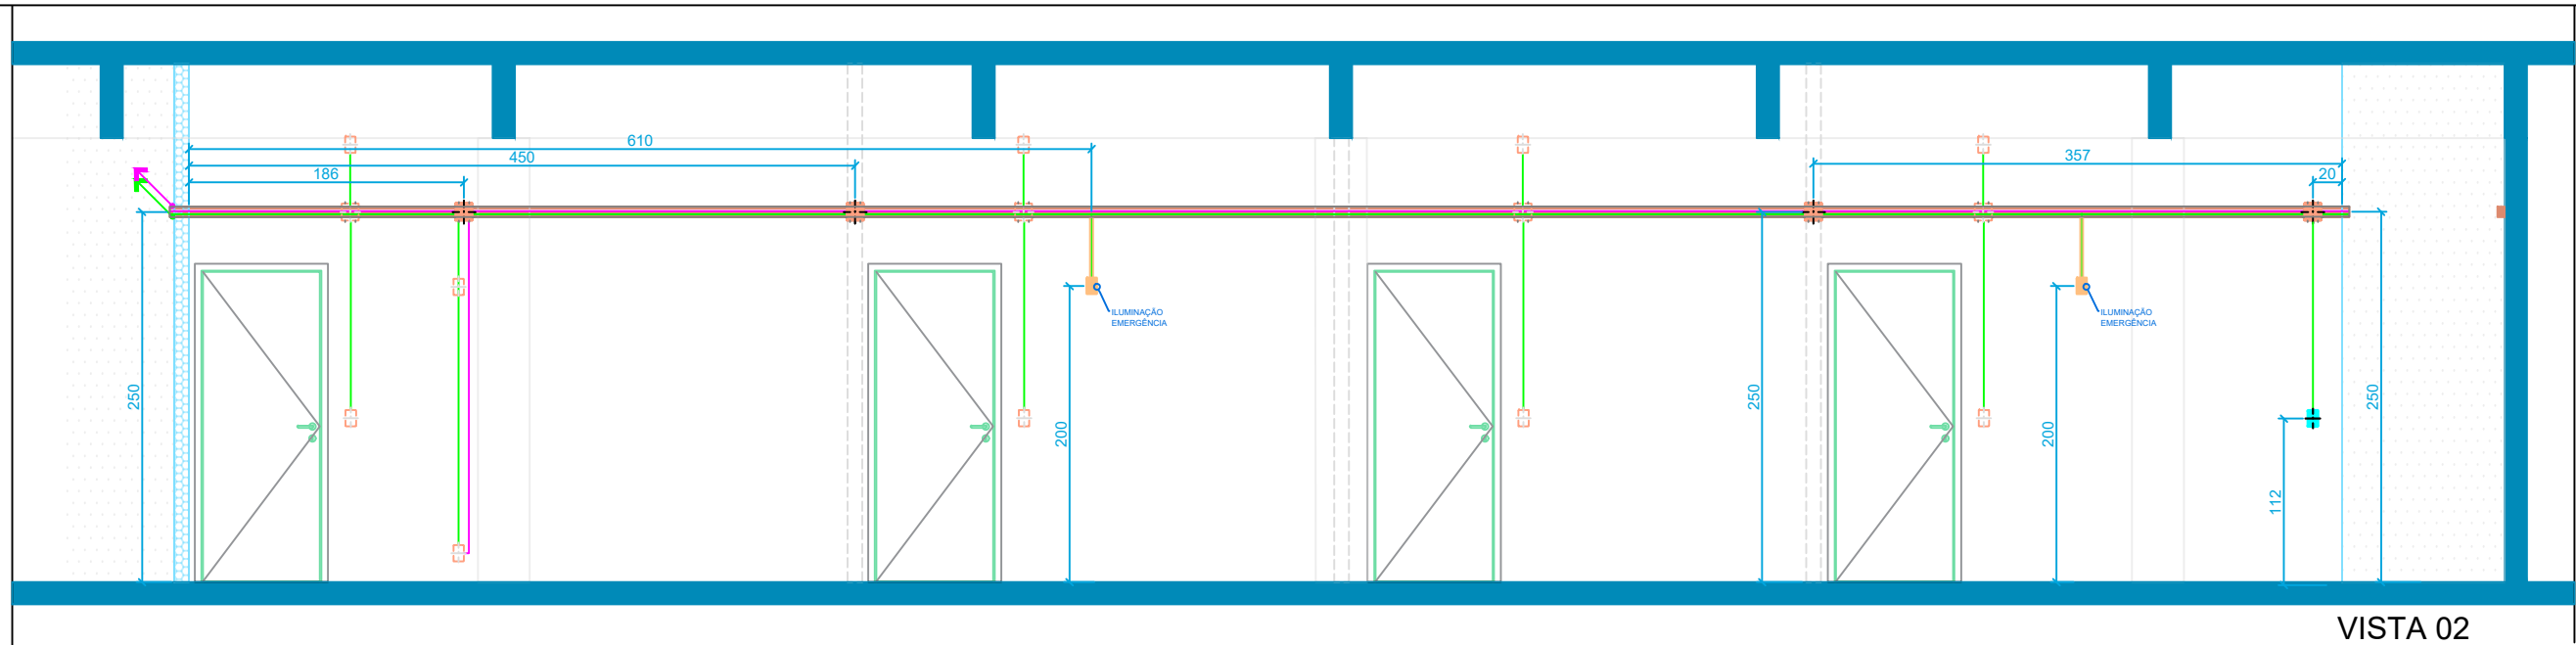 610
450
186
357
20
ILUMINAÇÃO
EMERGÊNCIA
ILUMINAÇÃO
EMERGÊNCIA
250
200
250
200
112
250
VISTA 02